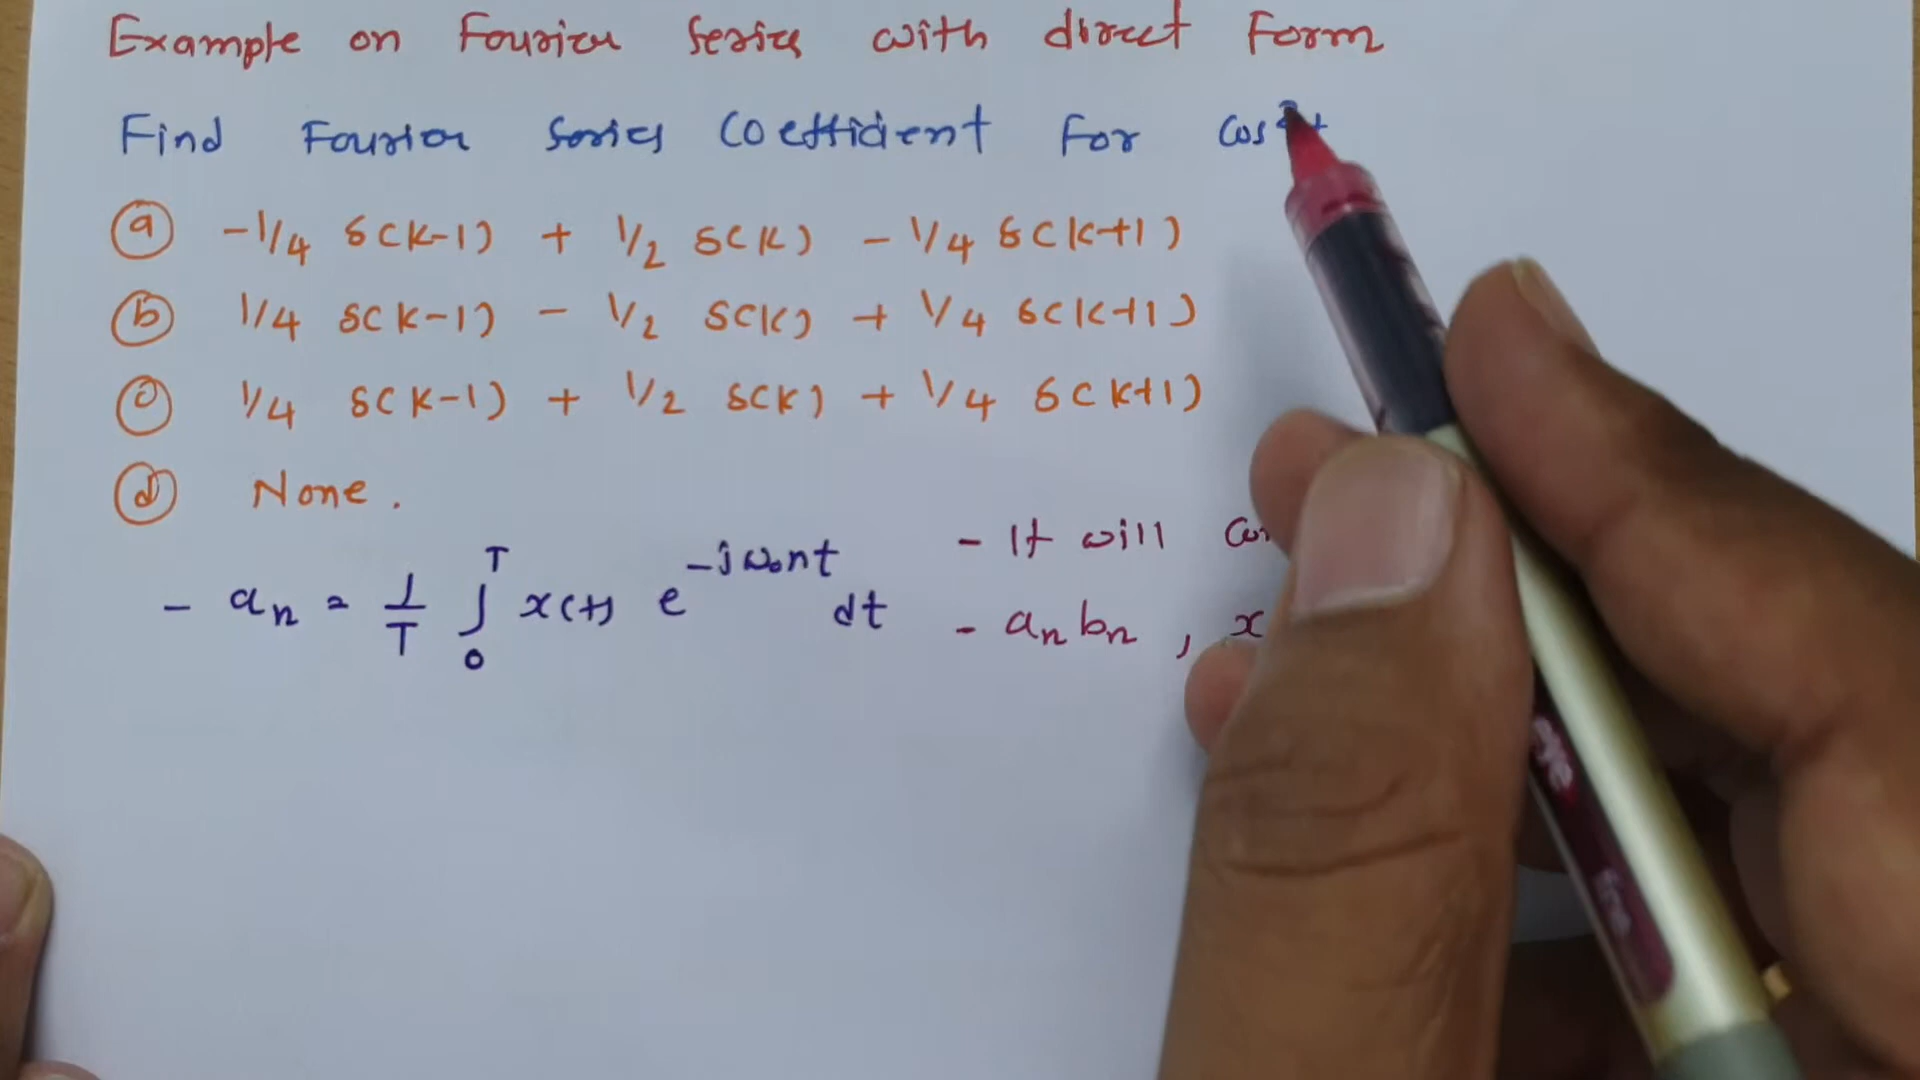 Example on Fourier Series with direct Form
Find Fourier Series Coefficient For cos²t
(a) -1/4 δ(k-1) + 1/2 δ(k) - 1/4 δ(k+1)
(b) 1/4 δ(k-1) - 1/2 δ(k) + 1/4 δ(k+1)
(c) 1/4 δ(k-1) + 1/2 δ(k) + 1/4 δ(k+1)
(d) None.
- aₙ = 1/T ∫₀ᵀ x(t) e^(-jω₀nt) dt
- It will
- aₙ bₙ , x